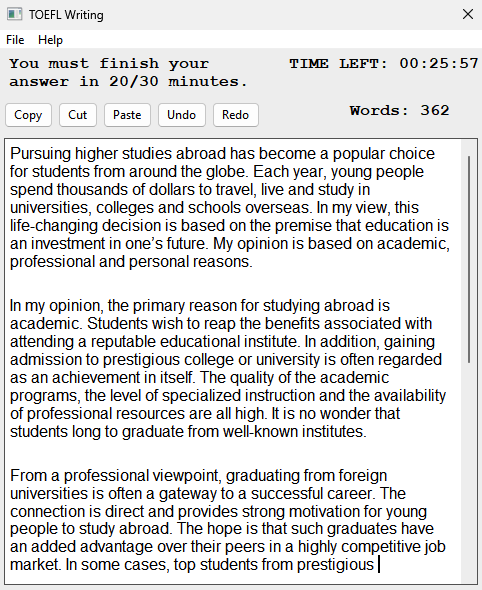 TOEFL Writing
File Help
You must finish your
answer in 20/30 minutes.
TIME LEFT: 00:25:57
Copy Cut Paste Undo Redo
Words: 362
Pursuing higher studies abroad has become a popular choice
for students from around the globe. Each year, young people
spend thousands of dollars to travel, live and study in
universities, colleges and schools overseas. In my view, this
life-changing decision is based on the premise that education is
an investment in one’s future. My opinion is based on academic,
professional and personal reasons.
In my opinion, the primary reason for studying abroad is
academic. Students wish to reap the benefits associated with
attending a reputable educational institute. In addition, gaining
admission to prestigious college or university is often regarded
as an achievement in itself. The quality of the academic
programs, the level of specialized instruction and the availability
of professional resources are all high. It is no wonder that
students long to graduate from well-known institutes.
From a professional viewpoint, graduating from foreign
universities is often a gateway to a successful career. The
connection is direct and provides strong motivation for young
people to study abroad. The hope is that such graduates have
an added advantage over their peers in a highly competitive job
market. In some cases, top students from prestigious